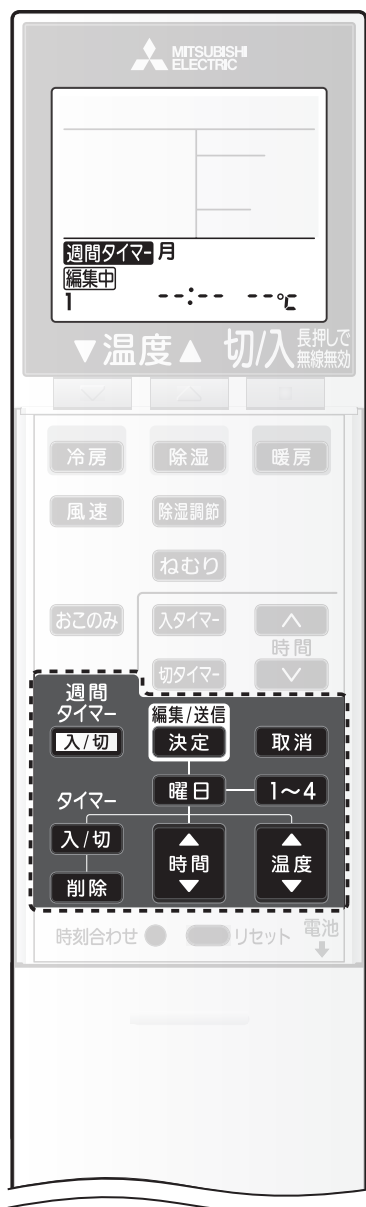 MITSUBISHI
ELECTRIC
週間タイマー 月
編集中
1 --:-- --℃
▼温度▲ 切/入 長押しで
無線無効
冷房 除湿 暖房
風速 除湿調節
ねむり
おこのみ 入タイマー
時間
切タイマー
週間
タイマー 編集/送信
入/切 決定 取消
曜日 1~4
タイマー
入/切 時間 温度
削除
時刻合わせ リセット 電池